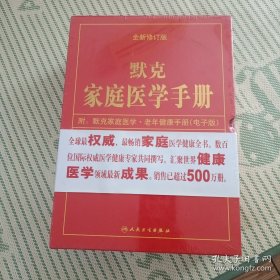 全新修订版
默克
家庭医学手册
附：默克家庭医学·老年健康手册(电子版)
全球最权威、最畅销家庭医学健康全书。数百
位国际权威医学健康专家共同撰写，汇聚世界健康
医学领域最新成果，销售已超过500万册。
人民卫生出版社
孔夫子旧书网